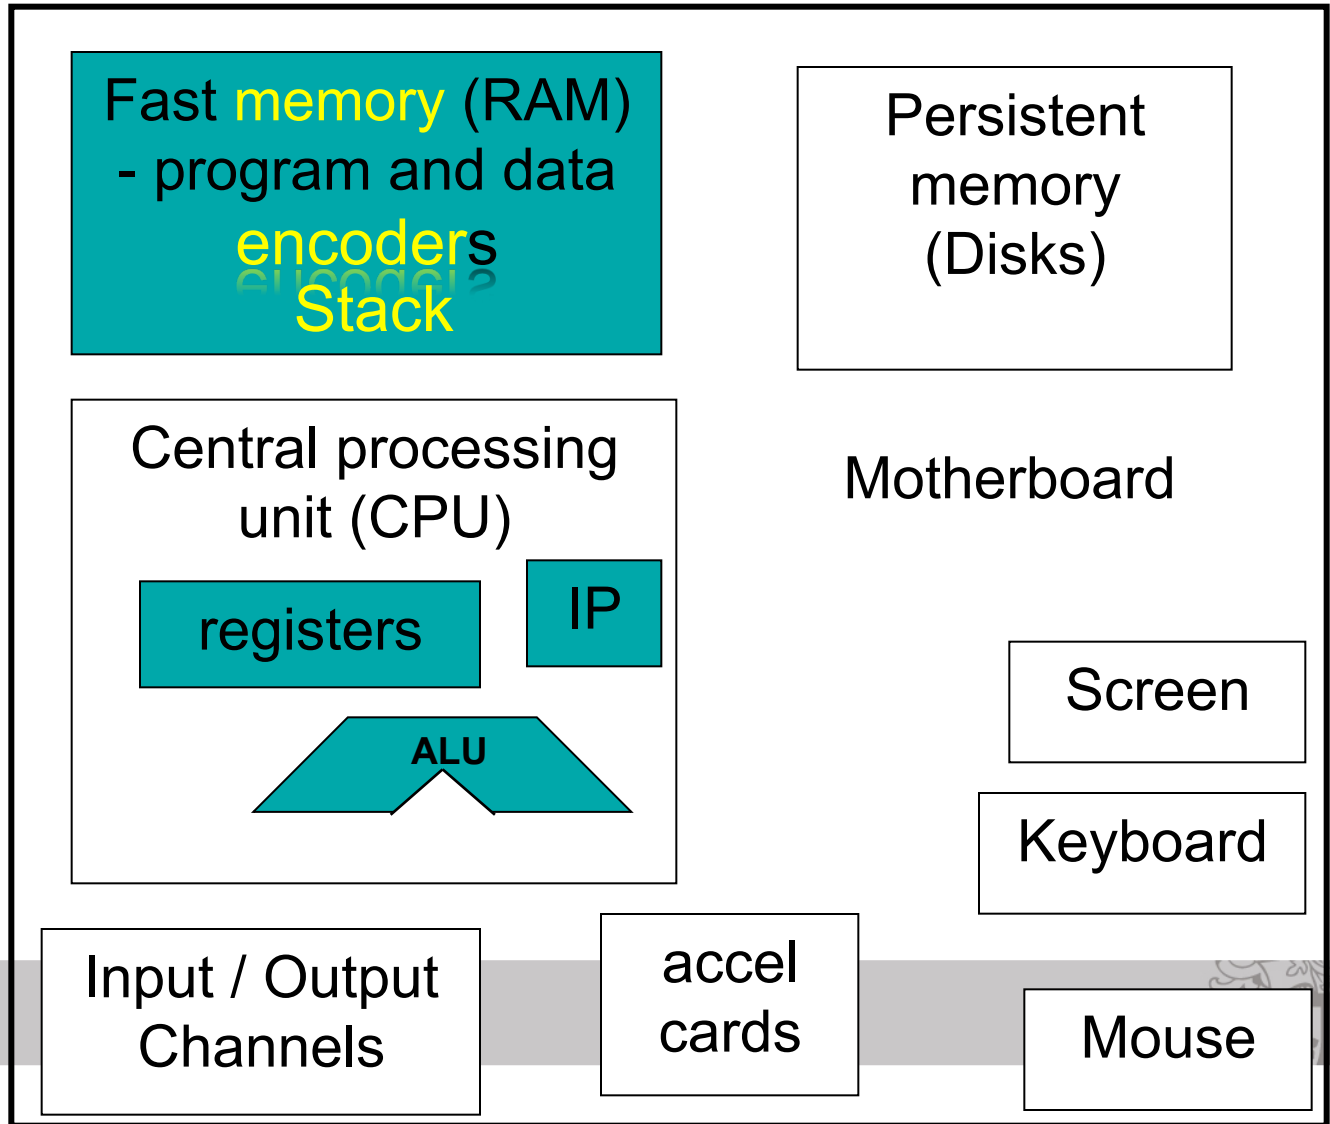 Fast memory (RAM)
- program and data
encoders
Stack
Persistent
memory
(Disks)
Central processing
unit (CPU)
registers
IP
ALU
Motherboard
Screen
Keyboard
Input / Output
Channels
accel
cards
Mouse